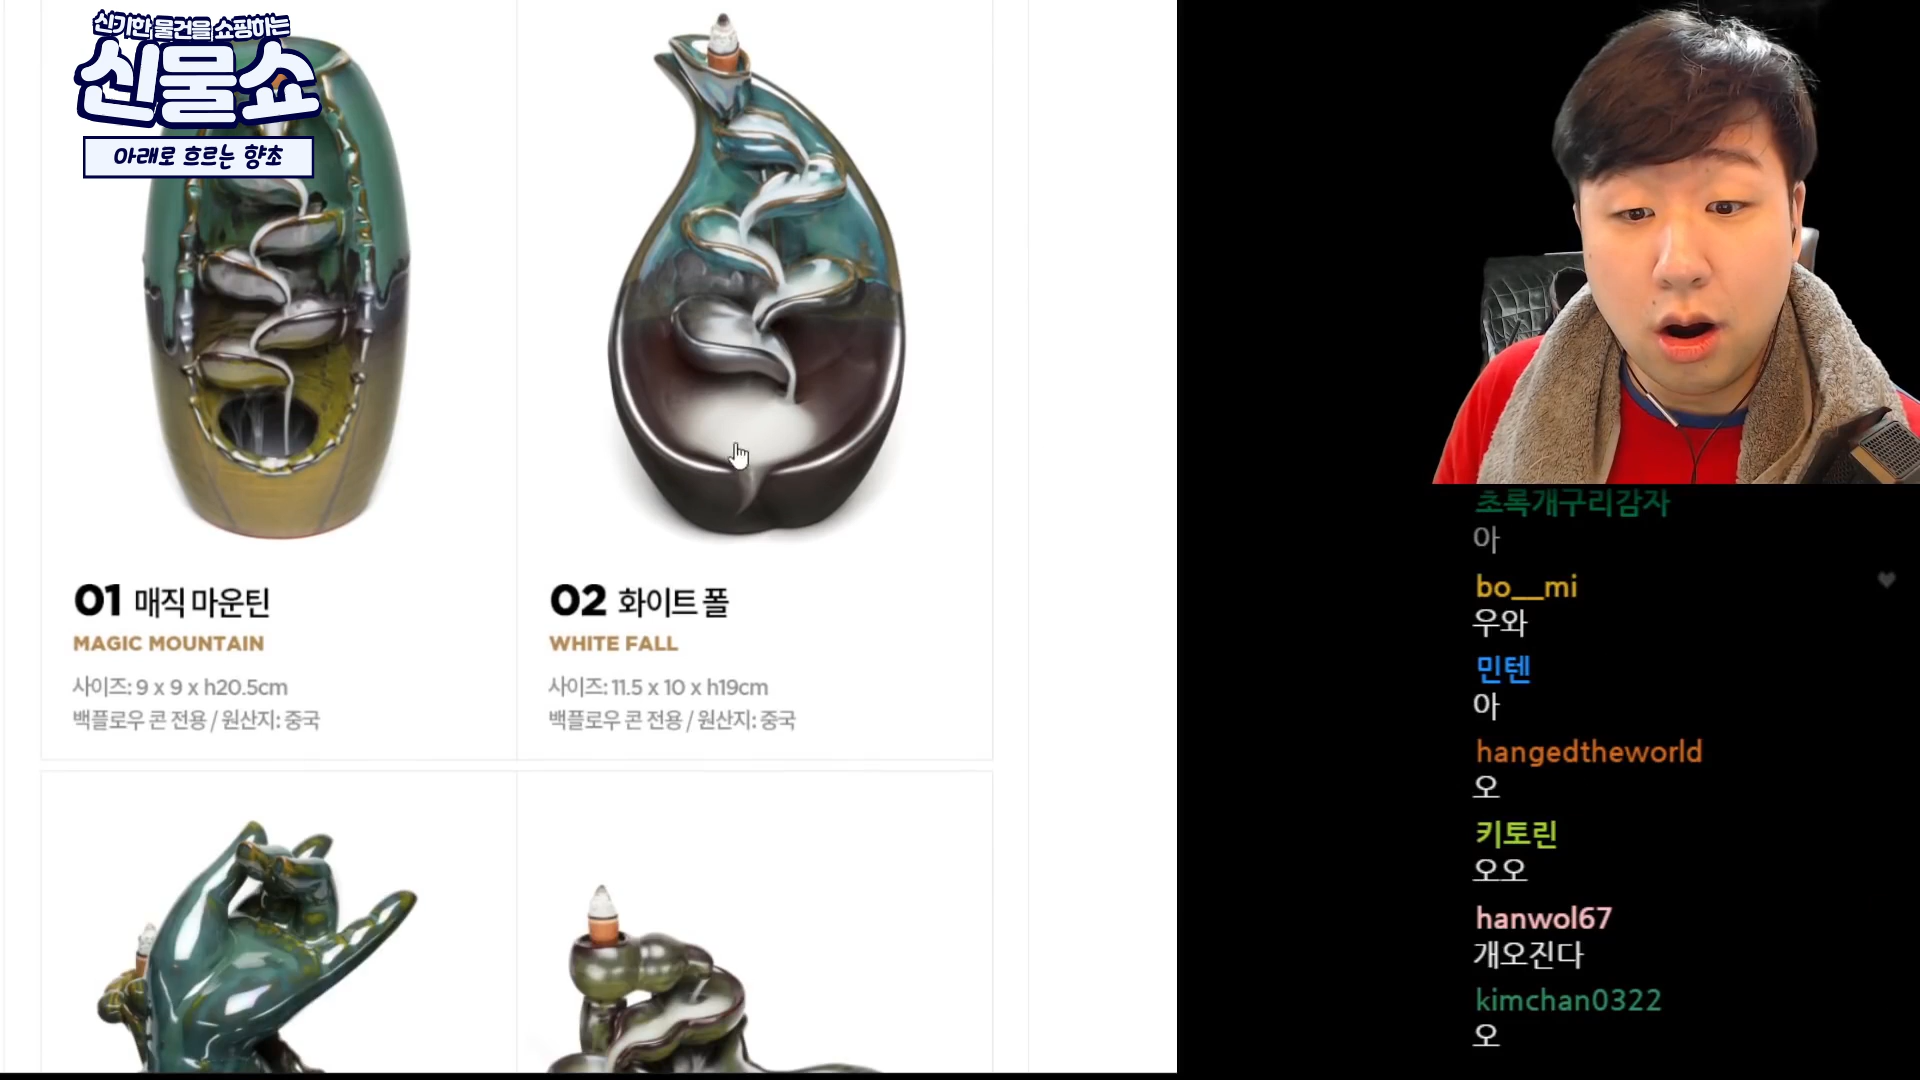 신기한 물건을 쇼핑하는
신물쇼
아래로 흐르는 향초
01 매직 마운틴
MAGIC MOUNTAIN
사이즈: 9 x 9 x h20.5cm
백플로우 콘 전용 / 원산지: 중국
02 화이트 폴
WHITE FALL
사이즈: 11.5 x 10 x h19cm
백플로우 콘 전용 / 원산지: 중국
초록개구리감자
아
bo__mi
우와
민텐
아
hangedtheworld
오
키토린
오오
hanwol67
개오진다
kimchan0322
오